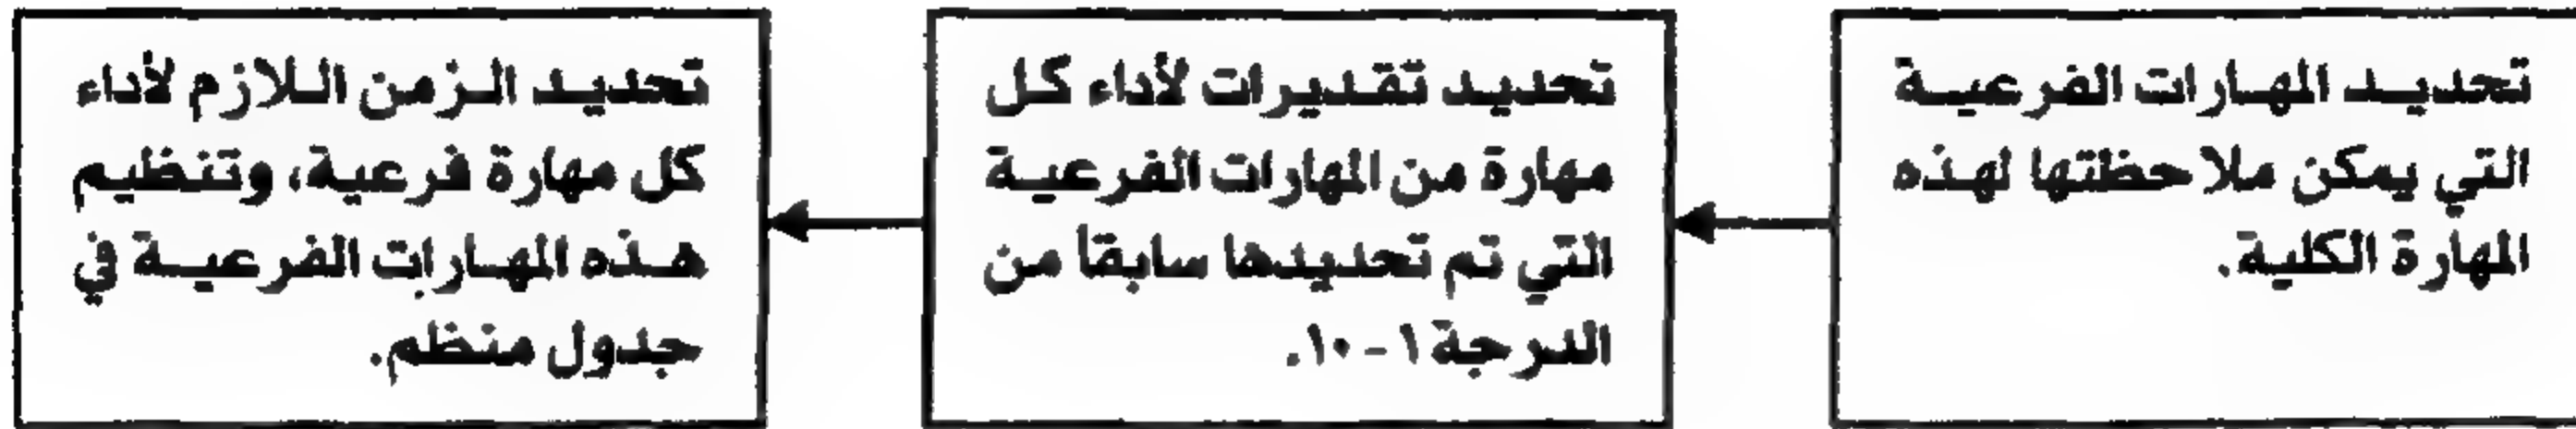 تحديد المهارات الفرعية
التي يمكن ملاحظتها لهذه
المهارة الكلية.
تحديد تقديرات لأداء كل
مهارة من المهارات الفرعية
التي تم تحديدها سابقاً من
الدرجة ١-١٠.
تحديد الزمن اللازم لأداء
كل مهارة فرعية، وتنظيم
هذه المهارات الفرعية في
جدول منظم.